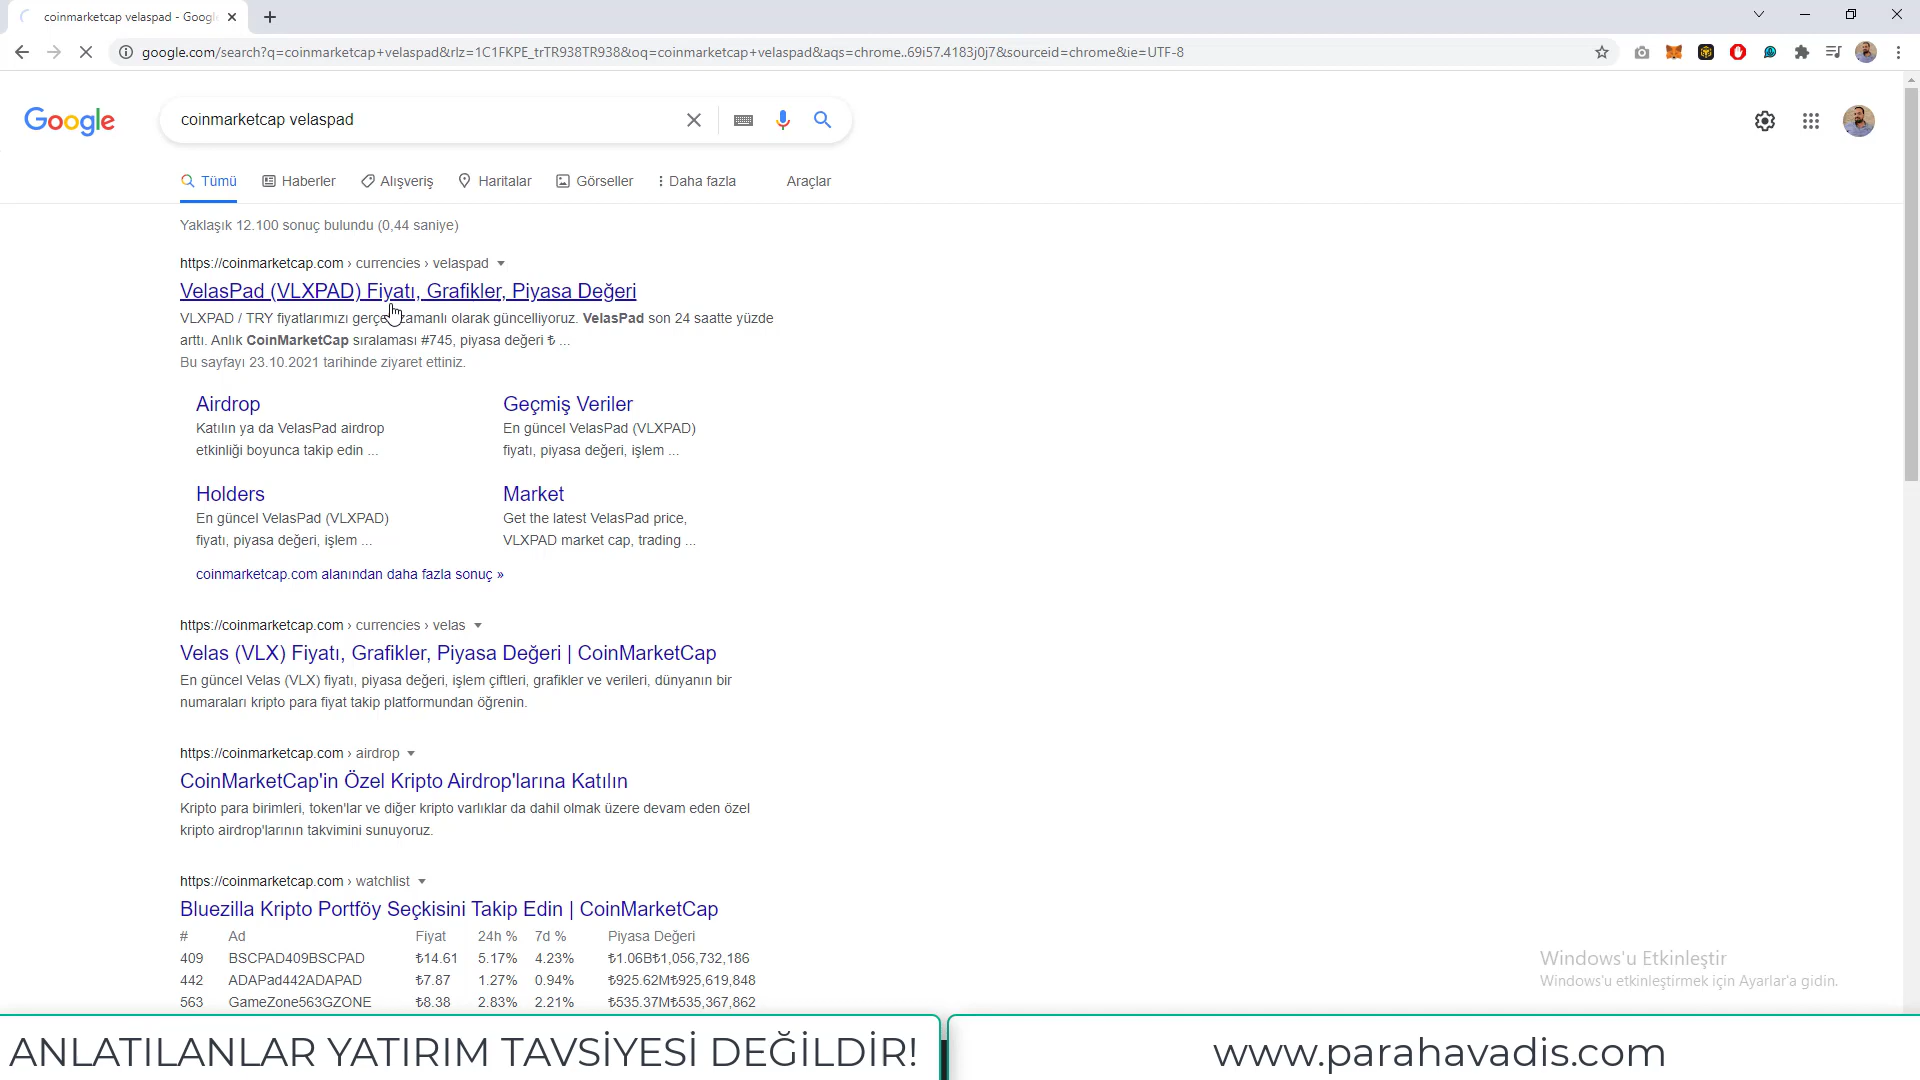 coinmarketcap velaspad - Google
google.com/search?q=coinmarketcap+velaspad&rlz=1C1FKPE_trTR938TR938&oq=coinmarketcap+velaspad&aqs=chrome..69i57.4183j0j7&sourceid=chrome&ie=UTF-8
Google
coinmarketcap velaspad
Tümü Haberler Alışveriş Haritalar Görseller Daha fazla Araçlar
Yaklaşık 12.100 sonuç bulundu (0,44 saniye)
https://coinmarketcap.com › currencies › velaspad
VelasPad (VLXPAD) Fiyatı, Grafikler, Piyasa Değeri
VLXPAD / TRY fiyatlarımızı gerçek zamanlı olarak güncelliyoruz. VelasPad son 24 saatte yüzde
arttı. Anlık CoinMarketCap sıralaması #745, piyasa değeri ₺ ...
Bu sayfayı 23.10.2021 tarihinde ziyaret ettiniz.
Airdrop
Katılın ya da VelasPad airdrop
etkinliği boyunca takip edin ...
Geçmiş Veriler
En güncel VelasPad (VLXPAD)
fiyatı, piyasa değeri, işlem ...
Holders
En güncel VelasPad (VLXPAD)
fiyatı, piyasa değeri, işlem ...
Market
Get the latest VelasPad price,
VLXPAD market cap, trading ...
coinmarketcap.com alanından daha fazla sonuç »
https://coinmarketcap.com › currencies › velas
Velas (VLX) Fiyatı, Grafikler, Piyasa Değeri | CoinMarketCap
En güncel Velas (VLX) fiyatı, piyasa değeri, işlem çiftleri, grafikler ve verileri, dünyanın bir
numaraları kripto para fiyat takip platformundan öğrenin.
https://coinmarketcap.com › airdrop
CoinMarketCap'in Özel Kripto Airdrop'larına Katılın
Kripto para birimleri, token'lar ve diğer kripto varlıklar da dahil olmak üzere devam eden özel
kripto airdrop'larının takvimini sunuyoruz.
https://coinmarketcap.com › watchlist
Bluezilla Kripto Portföy Seçkisini Takip Edin | CoinMarketCap
# Ad Fiyat 24h % 7d % Piyasa Değeri
409 BSCPAD409BSCPAD ₺14.61 5.17% 4.23% ₺1.06B₺1,056,732,186
442 ADAPad442ADAPAD ₺7.87 1.27% 0.94% ₺925.62M₺925,619,848
563 GameZone563GZONE ₺8.38 2.83% 2.21% ₺535.37M₺535,367,862
Windows'u Etkinleştir
Windows'u etkinleştirmek için Ayarlar'a gidin.
ANLATILANLAR YATIRIM TAVSİYESİ DEĞİLDİR!
www.parahavadis.com